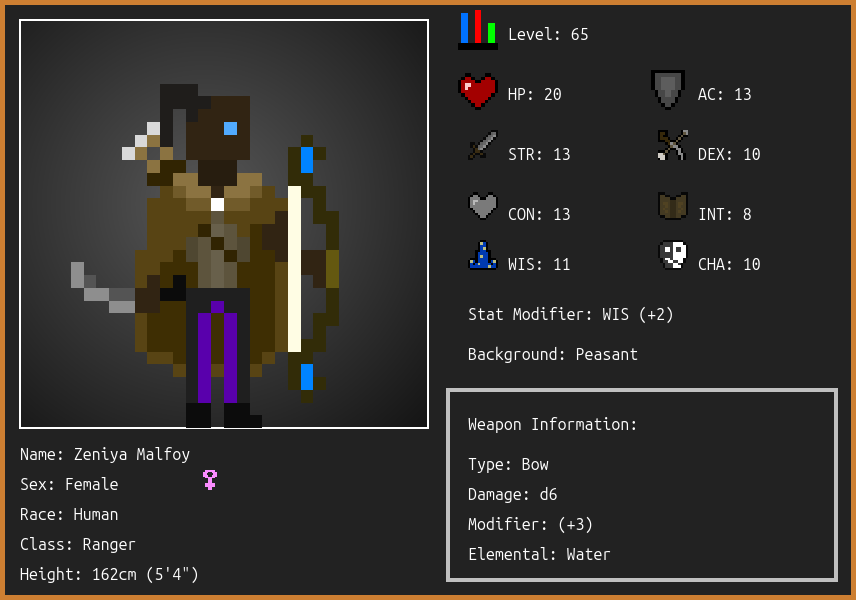 Level: 65
HP: 20
AC: 13
STR: 13
DEX: 10
CON: 13
INT: 8
WIS: 11
CHA: 10
Stat Modifier: WIS (+2)
Background: Peasant
Weapon Information:
Type: Bow
Damage: d6
Modifier: (+3)
Elemental: Water
Name: Zeniya Malfoy
Sex: Female
Race: Human
Class: Ranger
Height: 162cm (5'4")